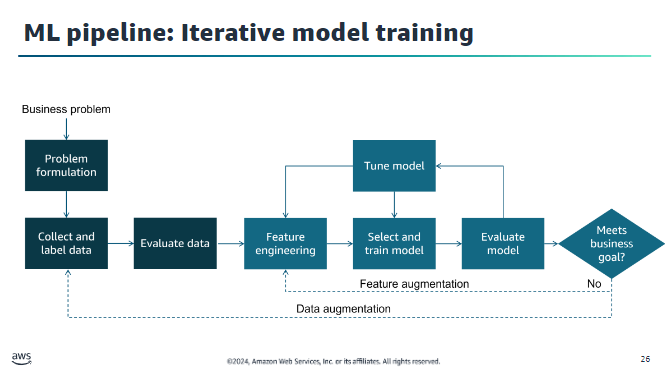 ML pipeline: Iterative model training
Business problem
Problem
formulation
Tune model
Collect and
label data
Evaluate data
Feature
engineering
Select and
train model
Evaluate
model
Meets
business
goal?
Feature augmentation
No
Data augmentation
aws
©2024, Amazon Web Services, Inc. or its affiliates. All rights reserved.
26